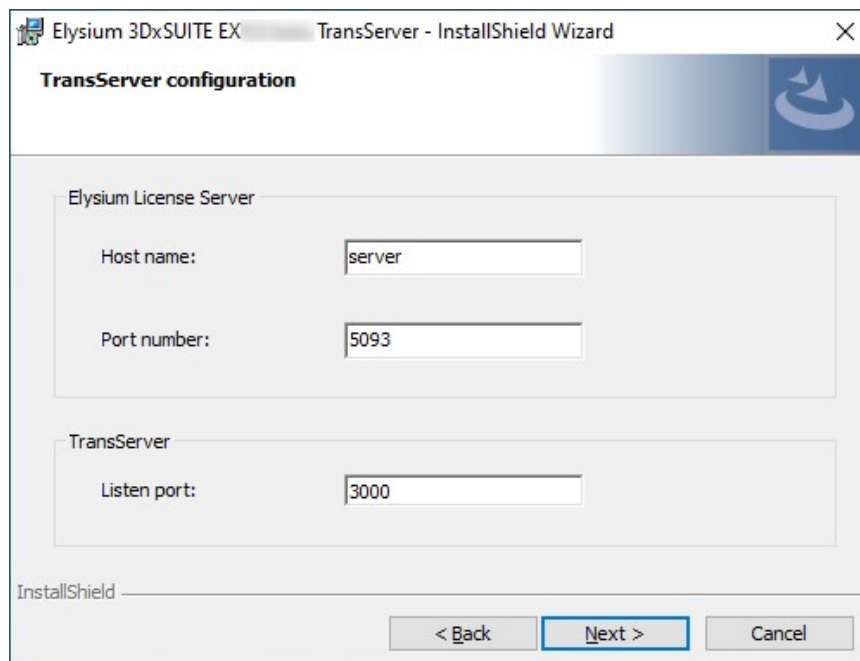 Elysium 3DxSUITE EX TransServer - InstallShield Wizard
TransServer configuration
Elysium License Server
Host name: server
Port number: 5093
TransServer
Listen port: 3000
InstallShield
< Back Next > Cancel